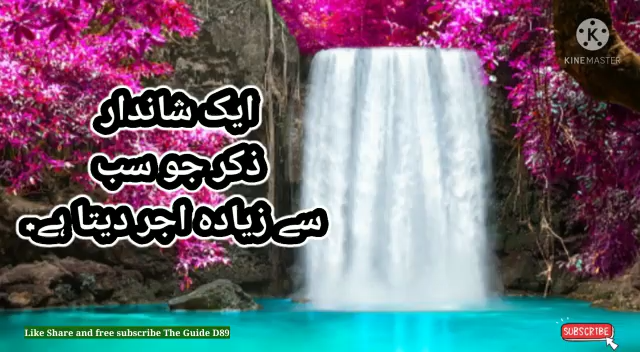 KINEMASTER
ایک شاندار
ذکر جو سب
سے زیادہ اجر دیتا ہے۔
Like Share and free subscribe The Guide D89
SUBSCRIBE